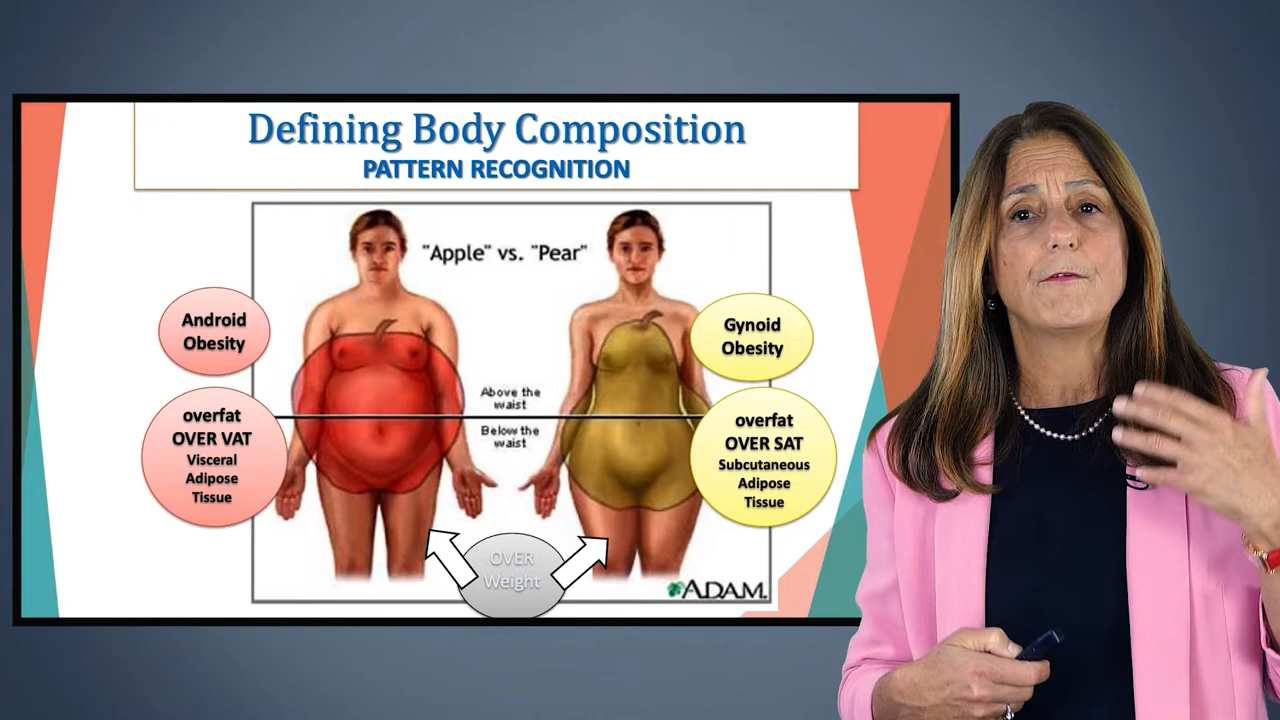 Defining Body Composition
PATTERN RECOGNITION
"Apple" vs. "Pear"
Android
Obesity
Gynoid
Obesity
Above the
waist
Below the
waist
overfat
OVER VAT
Visceral
Adipose
Tissue
overfat
OVER SAT
Subcutaneous
Adipose
Tissue
OVER
Weight
ADAM.